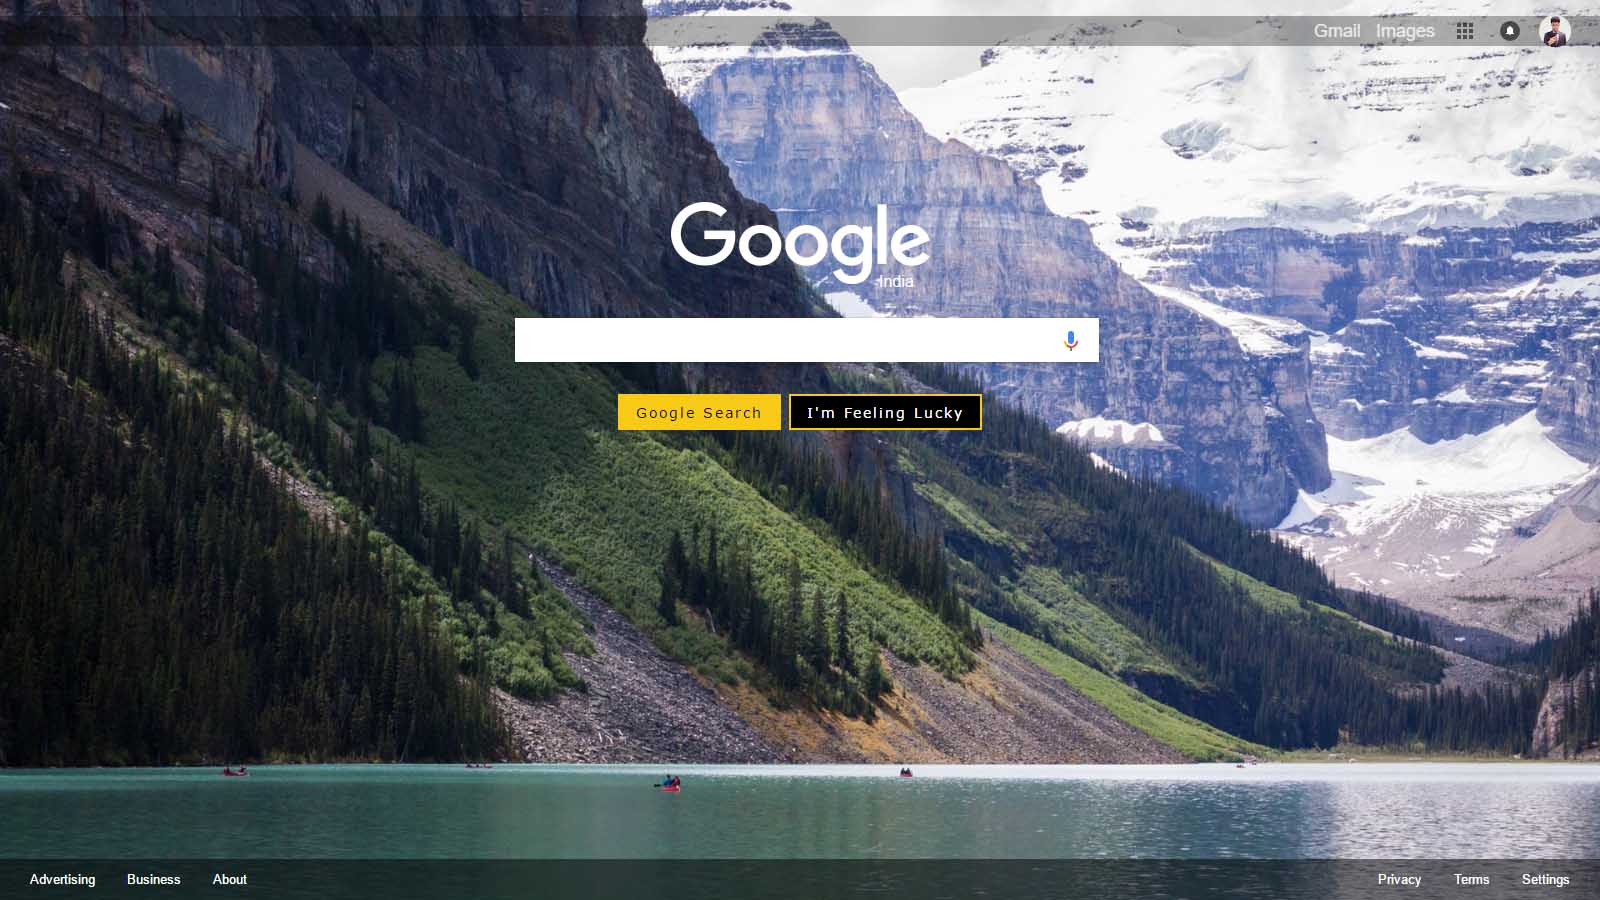 Gmail Images
Google
India
Google Search I'm Feeling Lucky
Advertising Business About Privacy Terms Settings